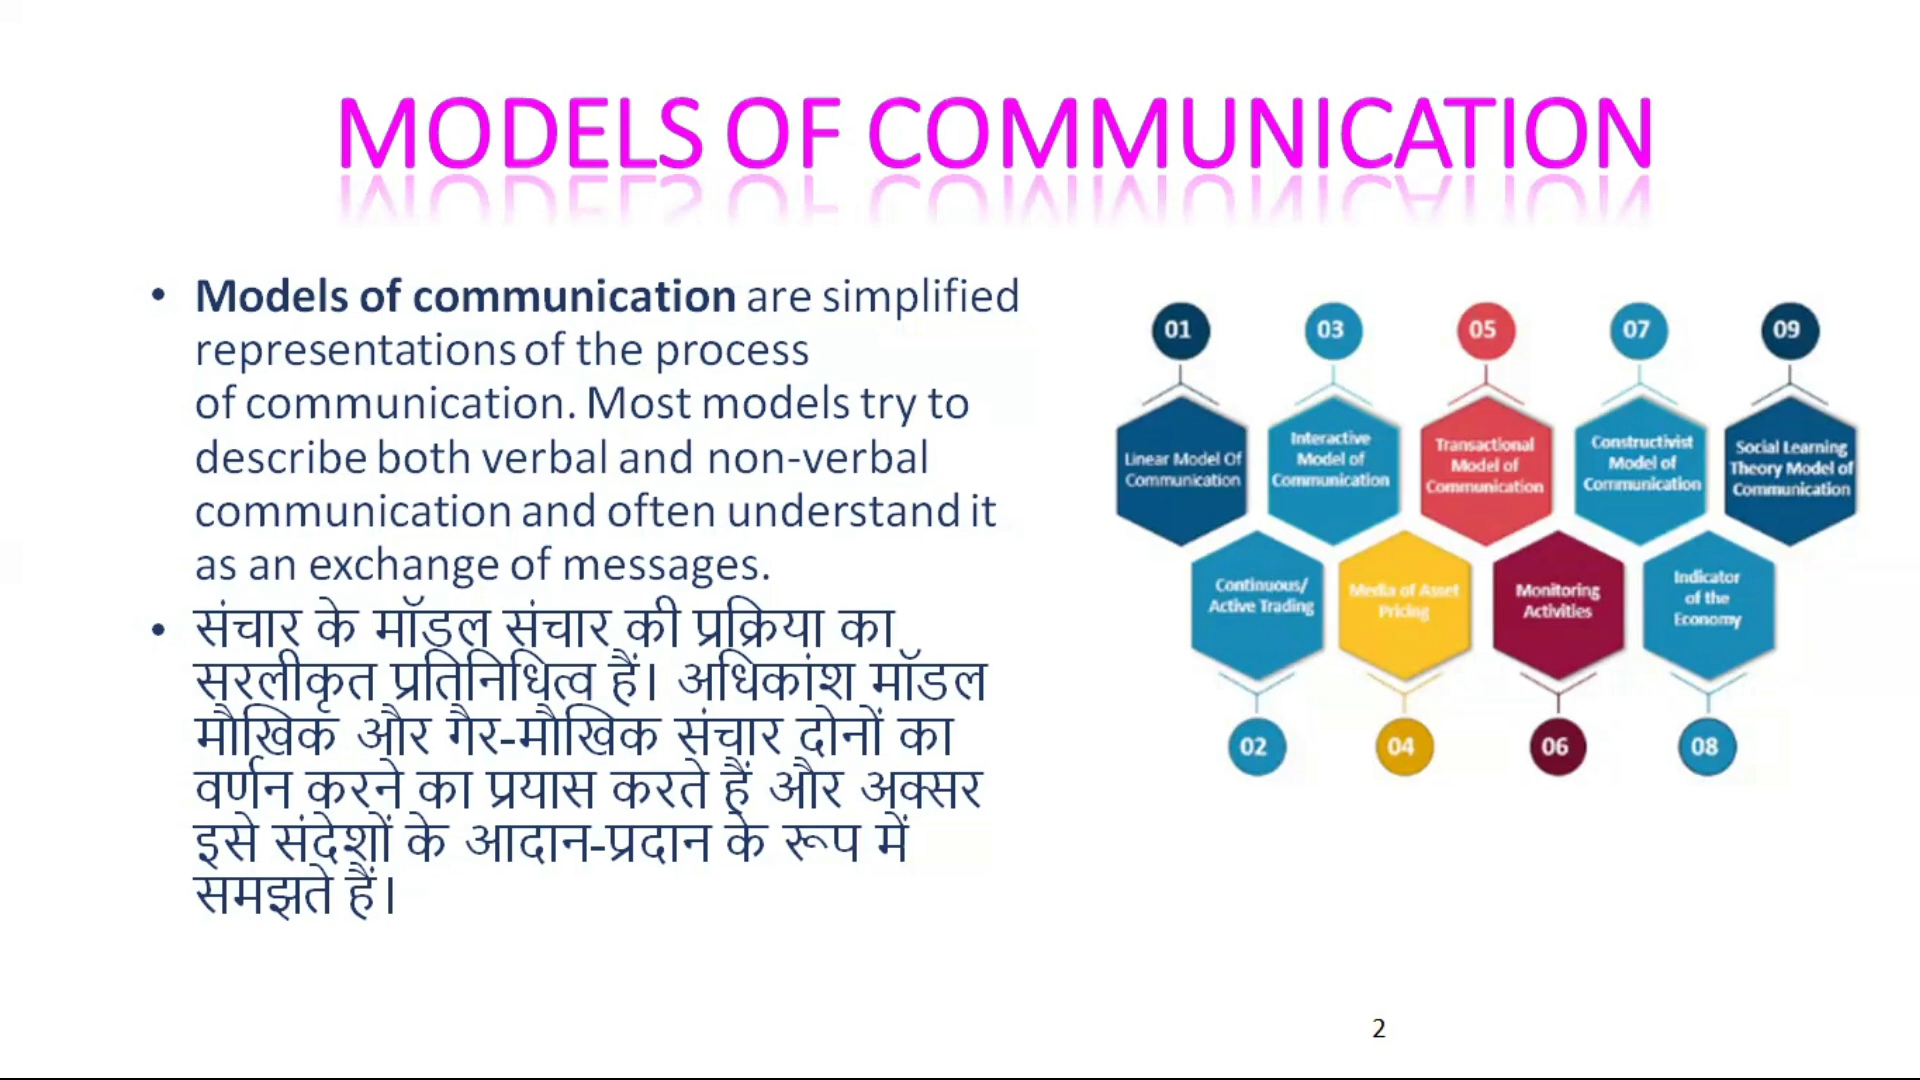 MODELS OF COMMUNICATION
• Models of communication are simplified
representations of the process
of communication. Most models try to
describe both verbal and non-verbal
communication and often understand it
as an exchange of messages.
• संचार के मॉडल संचार की प्रक्रिया का
सरलीकृत प्रतिनिधित्व हैं। अधिकांश मॉडल
मौखिक और गैर-मौखिक संचार दोनों का
वर्णन करने का प्रयास करते हैं और अक्सर
इसे संदेशों के आदान-प्रदान के रूप में
समझते हैं।
01
Linear Model Of
Communication
03
Interactive
Model of
Communication
05
Transactional
Model of
Communication
07
Constructivist
Model of
Communication
09
Social Learning
Theory Model of
Communication
Continuous/
Active Trading
02
Media of Asset
Pricing
04
Monitoring
Activities
06
Indicator
of the
Economy
08
2